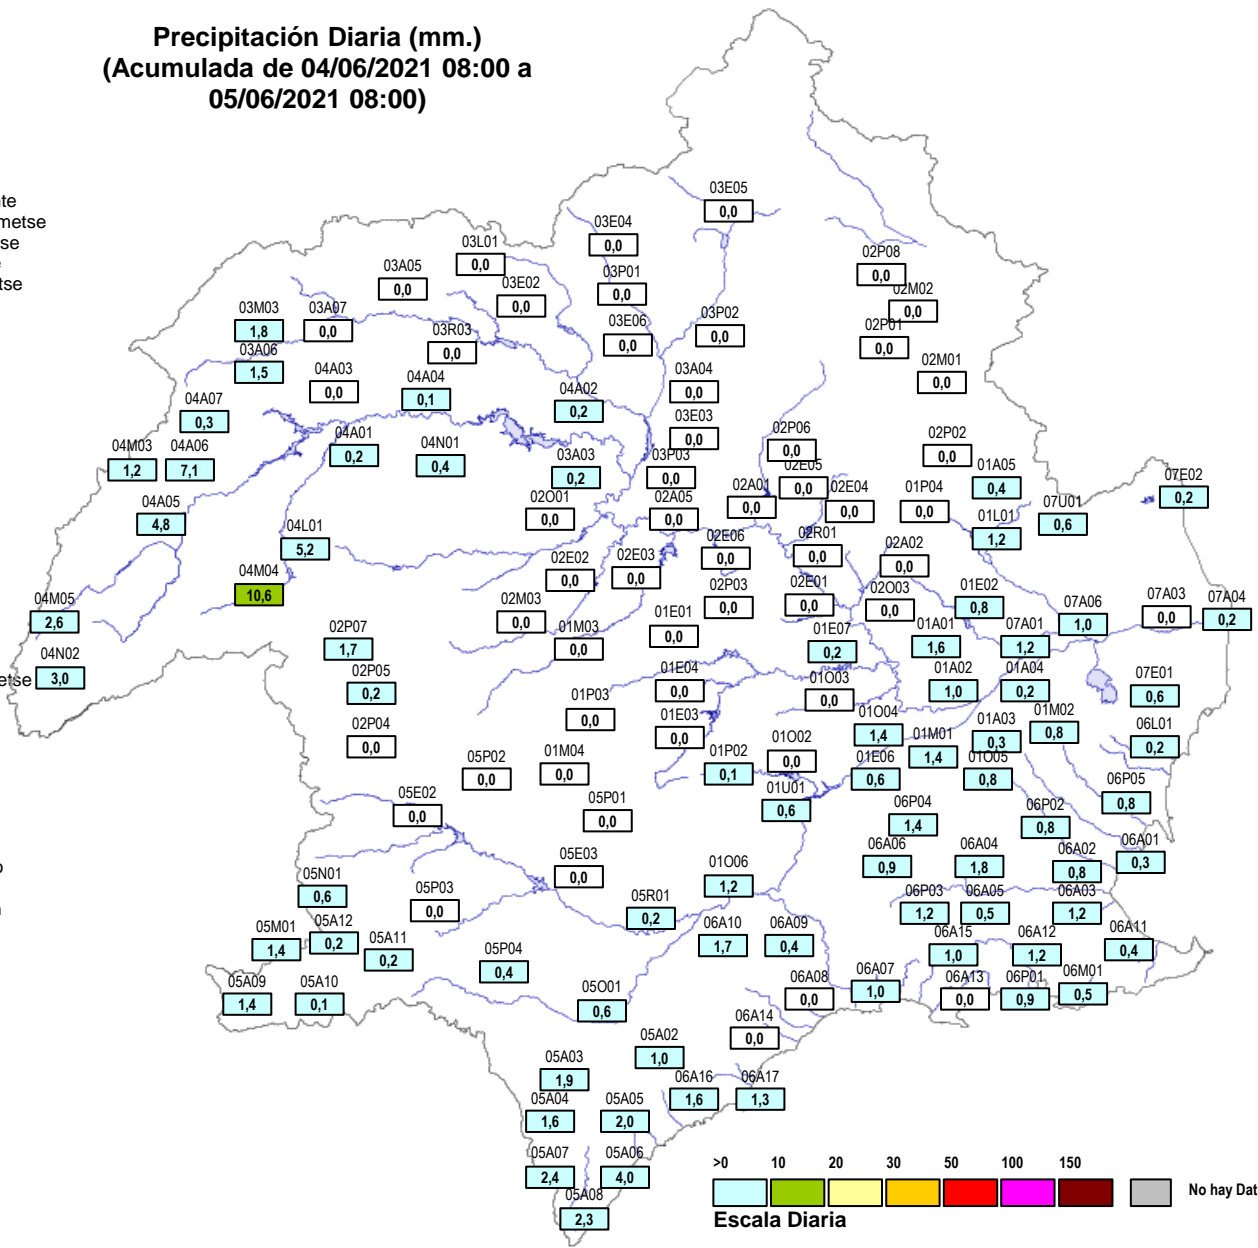 Precipitación Diaria (mm.)
(Acumulada de 04/06/2021 08:00 a
05/06/2021 08:00)
03E05
0,0
03E04
0,0
03L01
0,0
02P08
0,0
03A05
0,0
03P01
0,0
03E02
0,0
02M02
0,0
03M03
1,8
03A07
0,0
03P02
0,0
03E06
0,0
03R03
0,0
02P01
0,0
03A06
1,5
02M01
0,0
04A03
0,0
04A04
0,1
03A04
0,0
04A02
0,2
04A07
0,3
03E03
0,0
02P06
0,0
04A01
0,2
04N01
0,4
04M03
1,2
04A06
7,1
02P02
0,0
03A03
0,2
03P03
0,0
02E05
0,0
01A05
0,4
07E02
0,2
02A01
0,0
02E04
0,0
01P04
0,0
02O01
0,0
02A05
0,0
04A05
4,8
07U01
0,6
01L01
1,2
04L01
5,2
02E06
0,0
02R01
0,0
02A02
0,0
02E02
0,0
02E03
0,0
04M04
10,6
02P03
0,0
02E01
0,0
02O03
0,0
01E02
0,8
04M05
2,6
02M03
0,0
07A06
1,0
07A03
0,0
07A04
0,2
01E01
0,0
02P07
1,7
01M03
0,0
01E07
0,2
01A01
1,6
07A01
1,2
04N02
3,0
etse
02P05
0,2
01E04
0,0
01O03
0,0
01A02
1,0
01A04
0,2
07E01
0,6
01P03
0,0
01E03
0,0
01O04
1,4
01A03
0,3
01M02
0,8
02P04
0,0
01M01
1,4
06L01
0,2
05P02
0,0
01M04
0,0
01P02
0,1
01O02
0,0
01E06
0,6
01O05
0,8
01U01
0,6
06P05
0,8
05E02
0,0
05P01
0,0
06P04
1,4
06P02
0,8
05E03
0,0
06A06
0,9
06A04
1,8
06A02
0,8
06A01
0,3
05N01
0,6
01O06
1,2
05P03
0,0
05R01
0,2
06P03
1,2
06A05
0,5
06A03
1,2
05M01
1,4
05A12
0,2
05A11
0,2
06A10
1,7
06A09
0,4
06A15
1,0
06A12
1,2
06A11
0,4
05P04
0,4
05A09
1,4
05A10
0,1
05O01
0,6
06A08
0,0
06A07
1,0
06A13
0,0
06P01
0,9
06M01
0,5
06A14
0,0
05A02
1,0
05A03
1,9
06A16
1,6
06A17
1,3
05A04
1,6
05A05
2,0
05A07
2,4
05A06
4,0
05A08
2,3
>0 10 20 30 50 100 150
No hay Dat
Escala Diaria